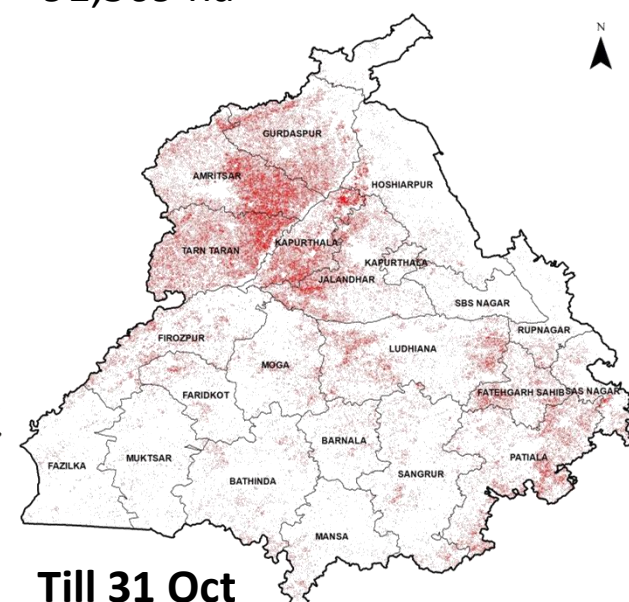 N
GURDASPUR
AMRITSAR
HOSHIARPUR
TARN TARAN
KAPURTHALA
KAPURTHALA
JALANDHAR
SBS NAGAR
RUPNAGAR
FIROZPUR
LUDHIANA
MOGA
FARIDKOT
FATEHGARH SAHIB
SAS NAGAR
BARNALA
PATIALA
FAZILKA
MUKTSAR
SANGRUR
BATHINDA
MANSA
Till 31 Oct